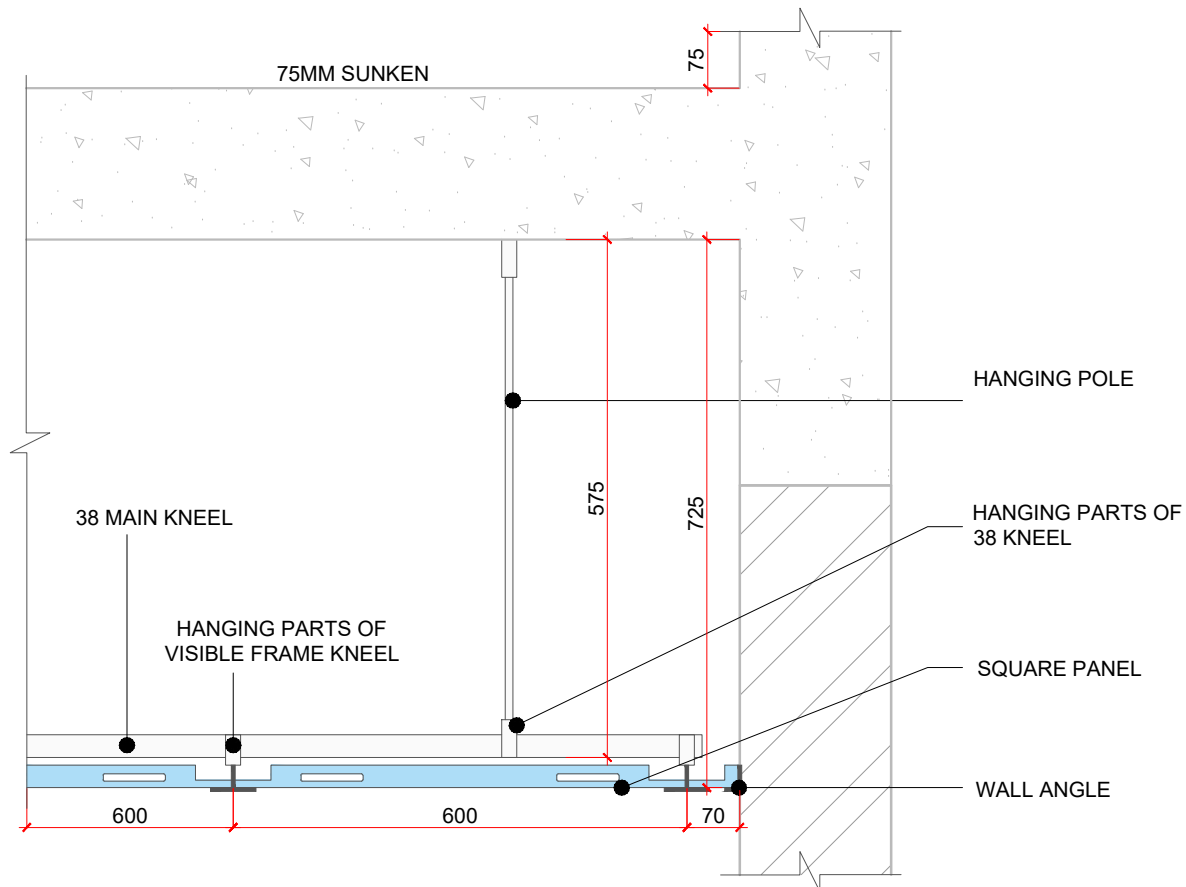 75
75MM SUNKEN
HANGING POLE
575
725
38 MAIN KNEEL
HANGING PARTS OF
38 KNEEL
HANGING PARTS OF
VISIBLE FRAME KNEEL
SQUARE PANEL
WALL ANGLE
600
600
70